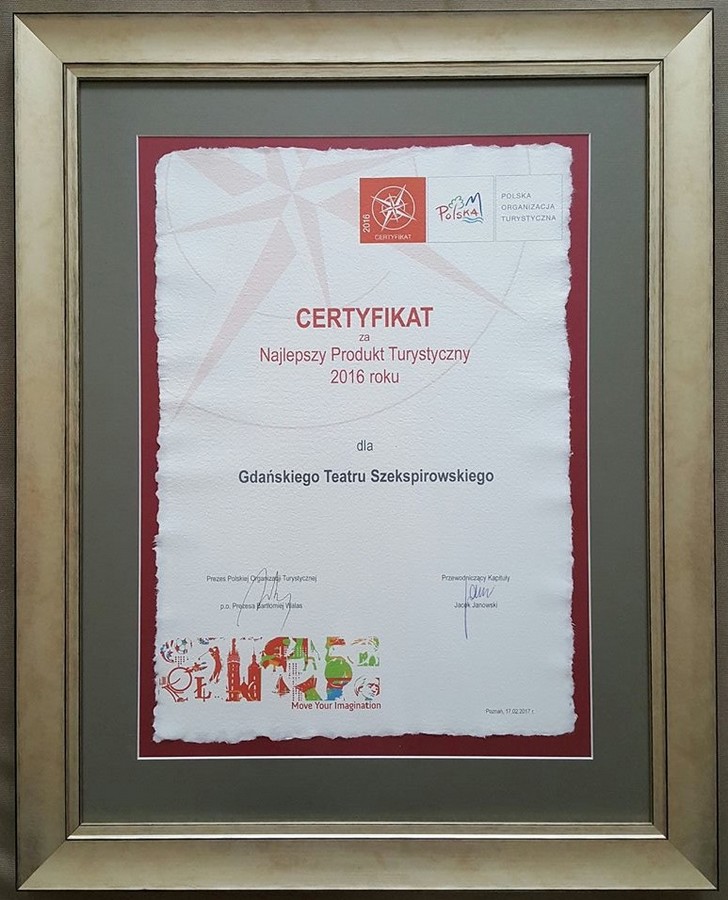 2016
CERTYFIKAT
POLSKA
POLSKA
ORGANIZACJA
TURYSTYCZNA
CERTYFIKAT
za
Najlepszy Produkt Turystyczny
2016 roku
dla
Gdańskiego Teatru Szekspirowskiego
Prezes Polskiej Organizacji Turystycznej
Przewodniczący Kapituły
p.o. Prezesa Bartłomiej Walas
Jacek Janowski
Move Your Imagination
Poznań, 17.02.2017 r.